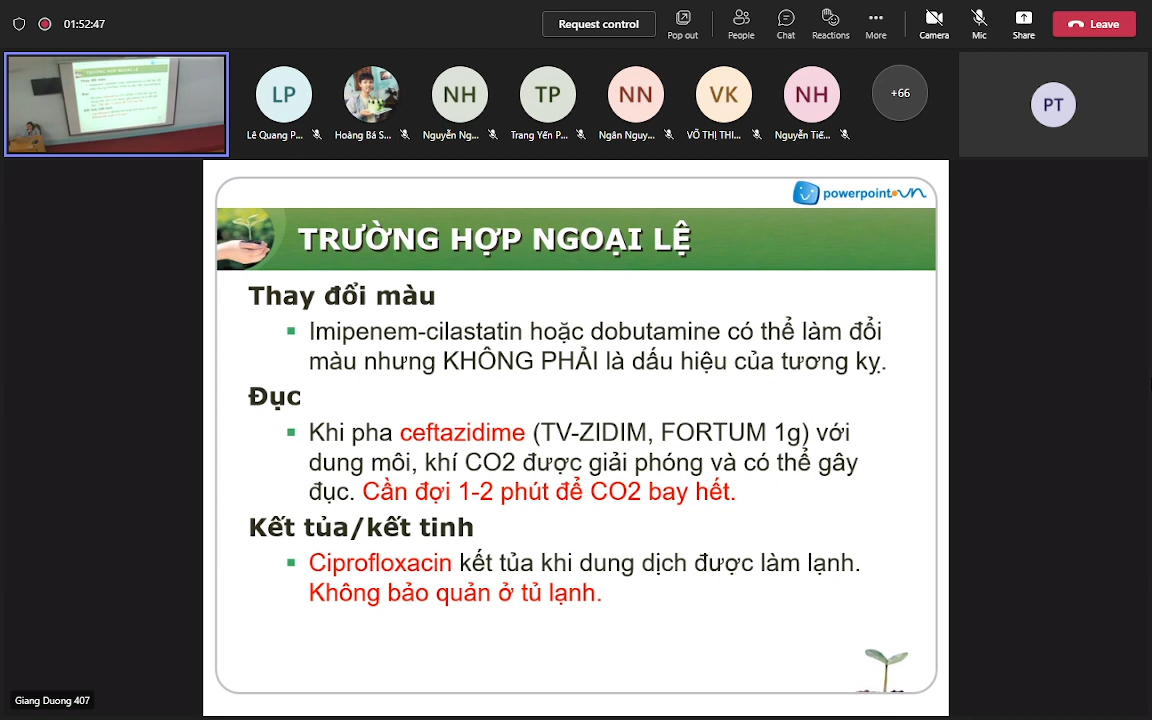 01:52:47
Request control
Pop out
People
Chat
Reactions
More
Camera
Mic
Share
Leave
LP
NH
TP
NN
VK
NH
+66
PT
Lê Quang P...
Hoàng Bá S...
Nguyễn Ng...
Trang Yến P...
Ngân Nguy...
VÕ THỊ THI...
Nguyễn Tiế...
powerpoint.vn
TRƯỜNG HỢP NGOẠI LỆ
Thay đổi màu
Imipenem-cilastatin hoặc dobutamine có thể làm đổi
màu nhưng KHÔNG PHẢI là dấu hiệu của tương kỵ.
Đục
Khi pha ceftazidime (TV-ZIDIM, FORTUM 1g) với
dung môi, khí CO2 được giải phóng và có thể gây
đục. Cần đợi 1-2 phút để CO2 bay hết.
Kết tủa/kết tinh
Ciprofloxacin kết tủa khi dung dịch được làm lạnh.
Không bảo quản ở tủ lạnh.
Giang Duong 407